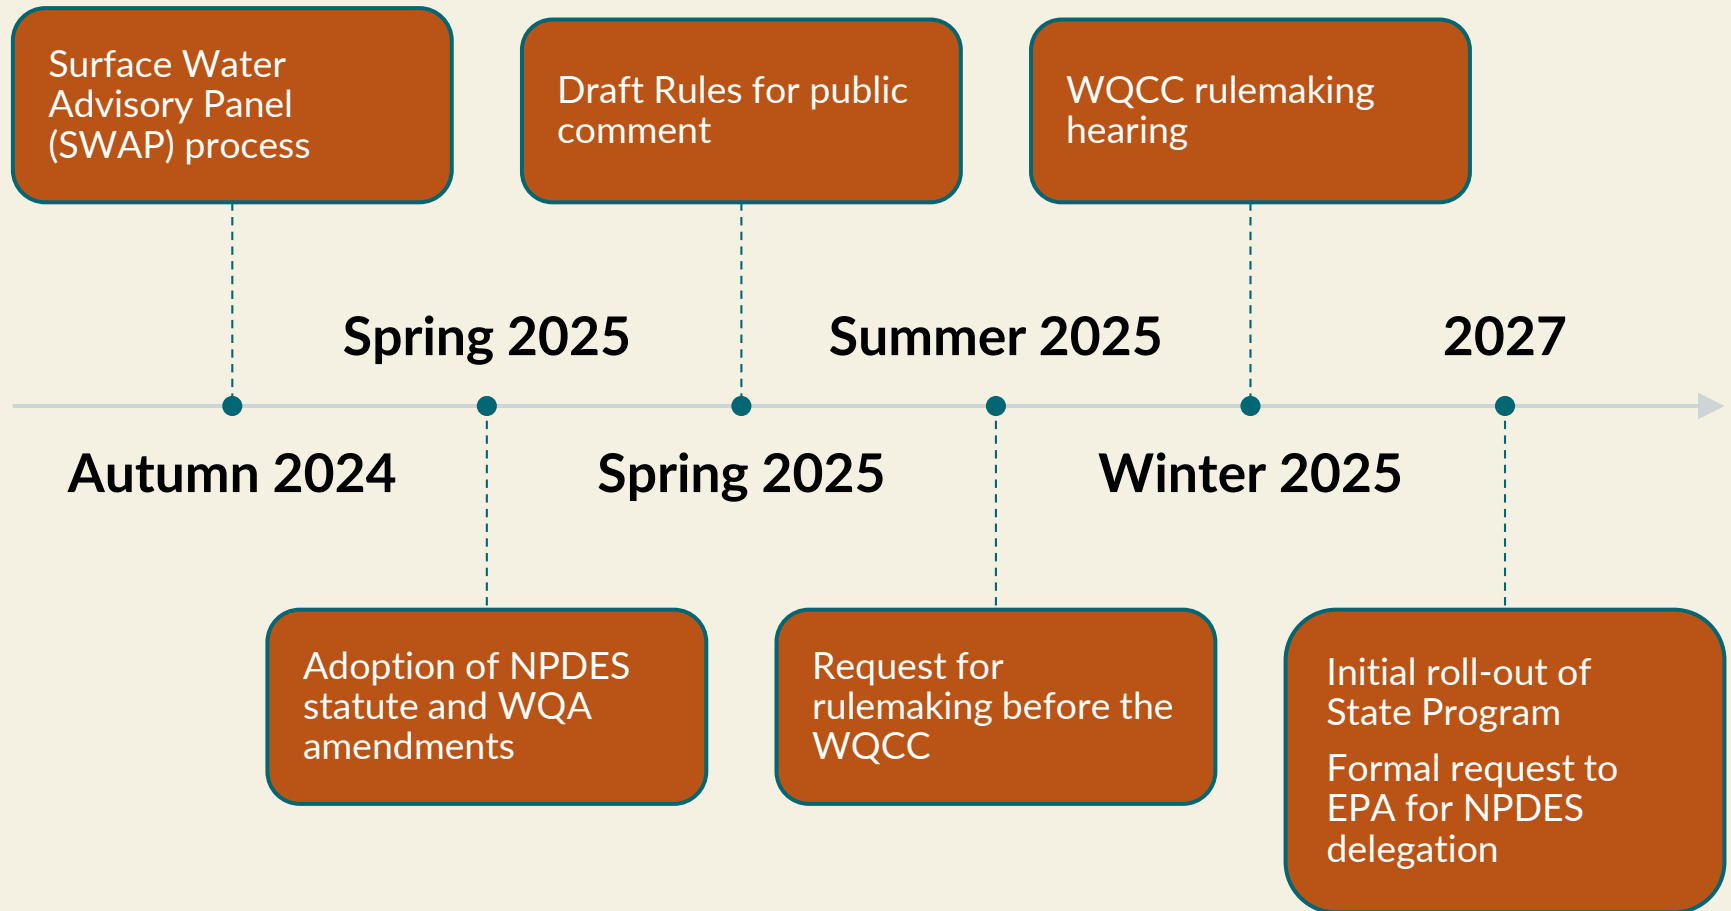 Surface Water
Advisory Panel
(SWAP) process
Draft Rules for public
comment
WQCC rulemaking
hearing
Spring 2025
Summer 2025
2027
Autumn 2024
Spring 2025
Winter 2025
Adoption of NPDES
statute and WQA
amendments
Request for
rulemaking before the
WQCC
Initial roll-out of
State Program
Formal request to
EPA for NPDES
delegation